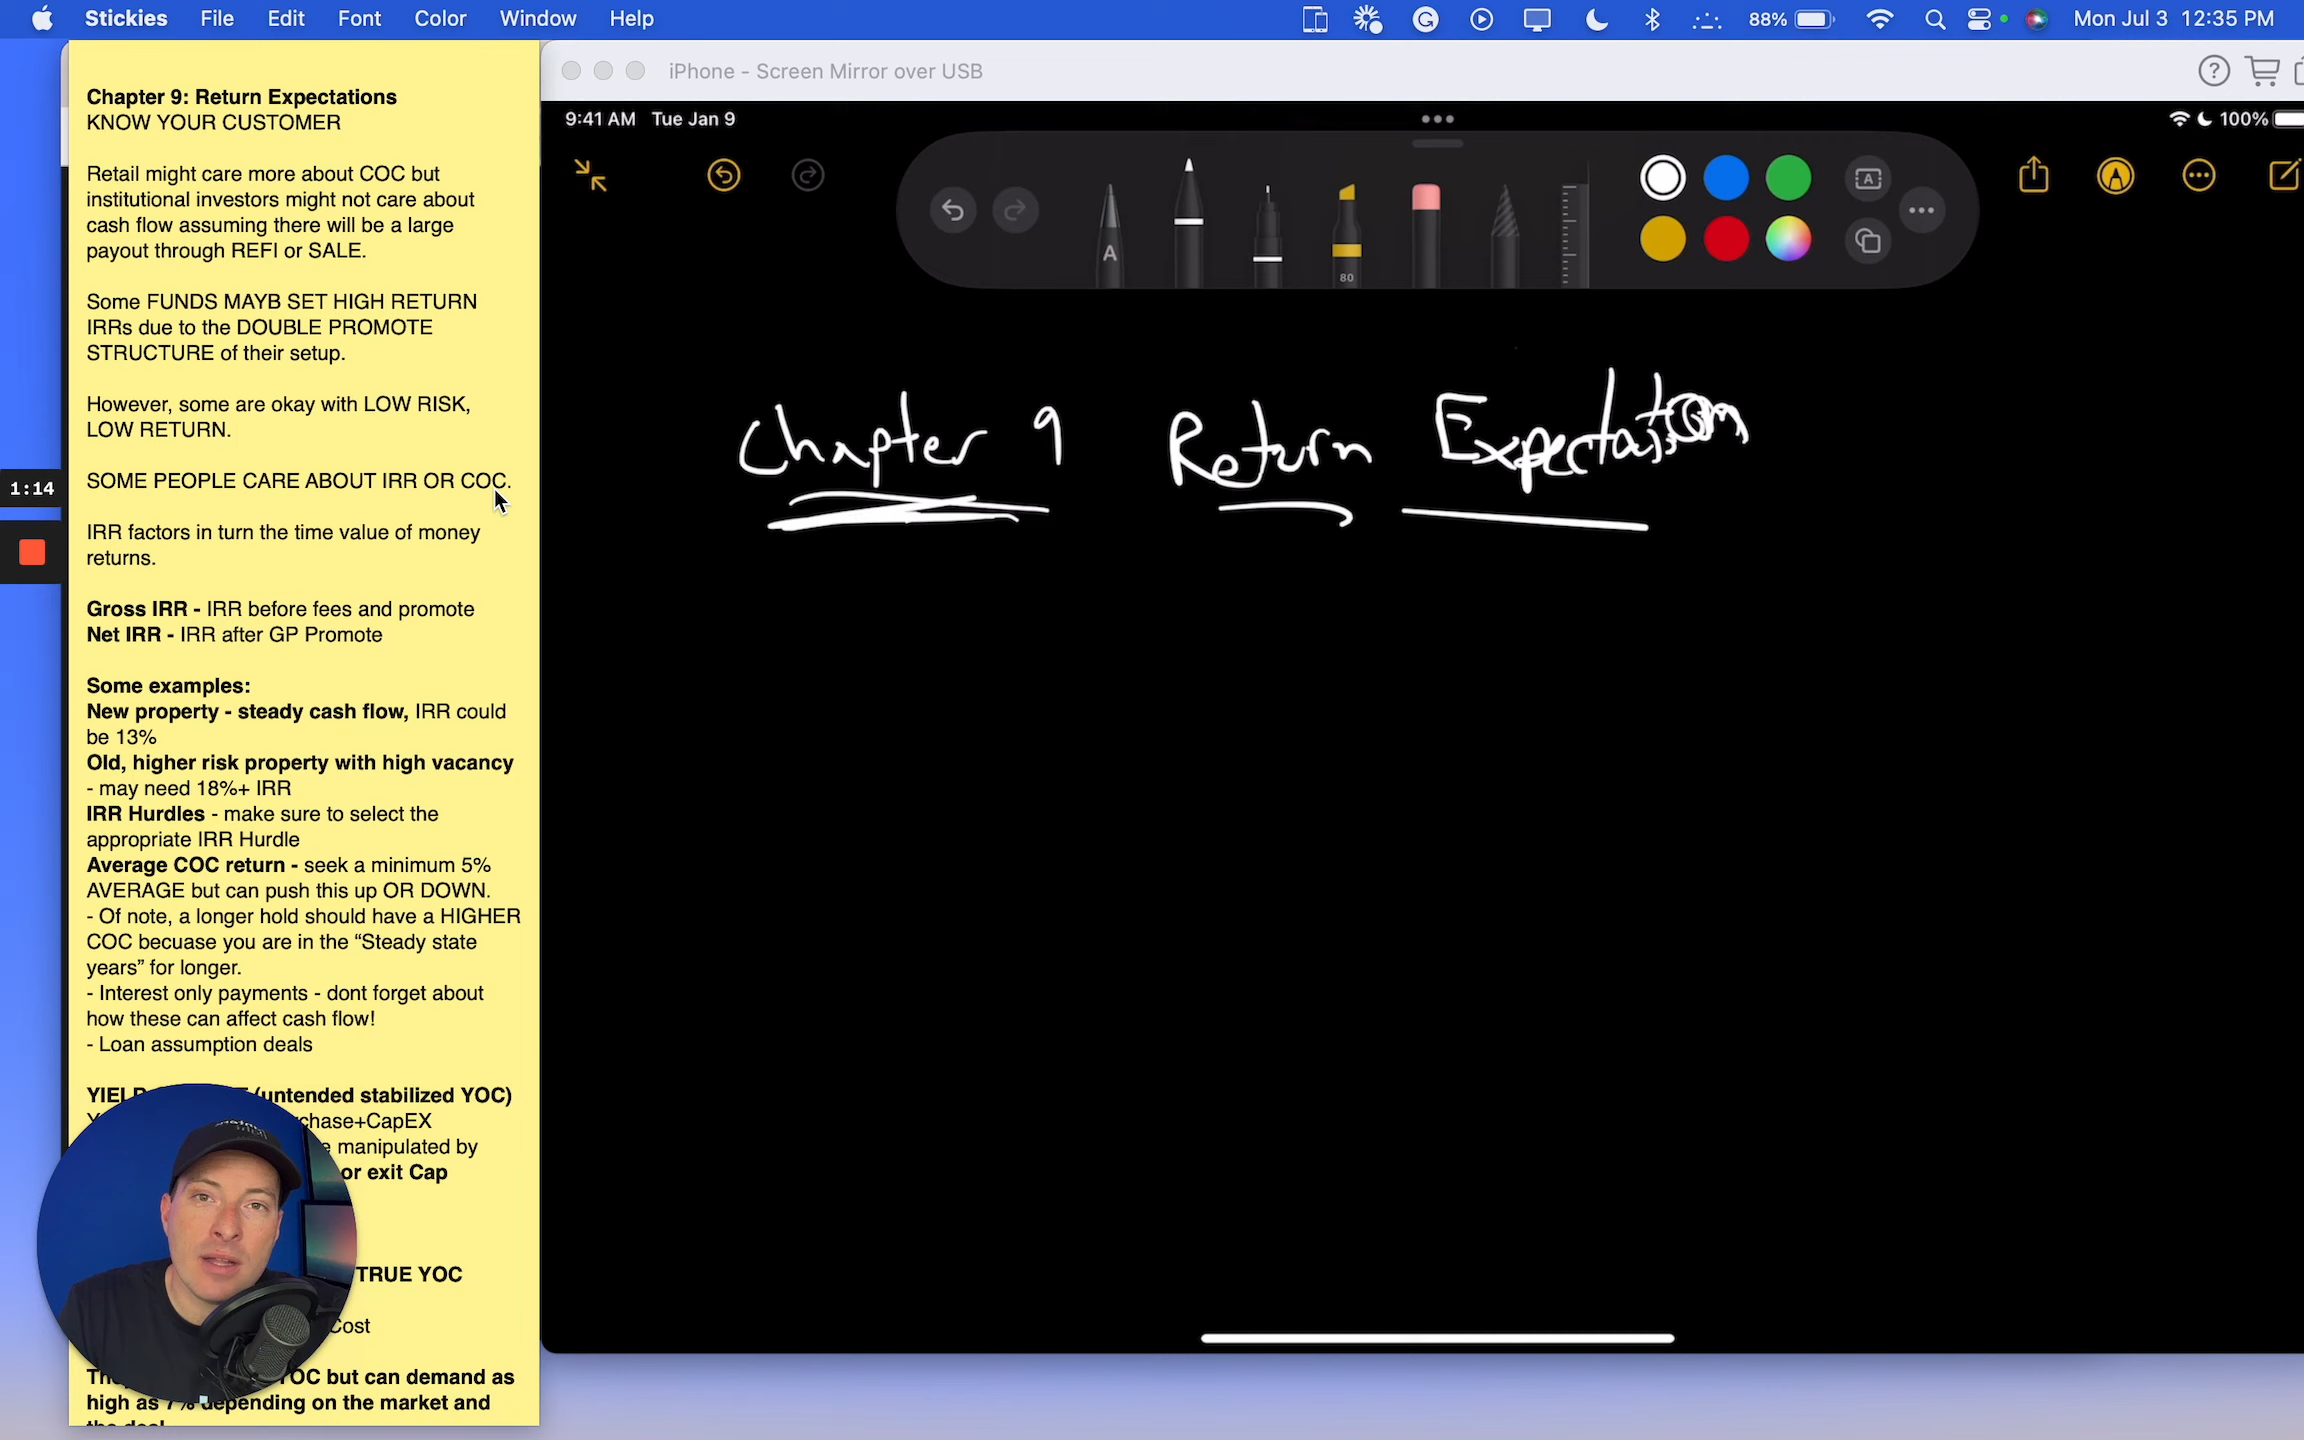 Stickies File Edit Font Color Window Help 88% Mon Jul 3 12:35 PM
iPhone - Screen Mirror over USB
9:41 AM Tue Jan 9 100%
A 80 A
Chapter 9 Return Expectations
Chapter 9: Return Expectations
KNOW YOUR CUSTOMER
Retail might care more about COC but
institutional investors might not care about
cash flow assuming there will be a large
payout through REFI or SALE.
Some FUNDS MAYB SET HIGH RETURN
IRRs due to the DOUBLE PROMOTE
STRUCTURE of their setup.
However, some are okay with LOW RISK,
LOW RETURN.
SOME PEOPLE CARE ABOUT IRR OR COC.
1:14
IRR factors in turn the time value of money
returns.
Gross IRR - IRR before fees and promote
Net IRR - IRR after GP Promote
Some examples:
New property - steady cash flow, IRR could
be 13%
Old, higher risk property with high vacancy
- may need 18%+ IRR
IRR Hurdles - make sure to select the
appropriate IRR Hurdle
Average COC return - seek a minimum 5%
AVERAGE but can push this up OR DOWN.
- Of note, a longer hold should have a HIGHER
COC becuase you are in the “Steady state
years” for longer.
- Interest only payments - dont forget about
how these can affect cash flow!
- Loan assumption deals
(untended stabilized YOC)
chase+CapEX
manipulated by
or exit Cap
TRUE YOC
Cost
OC but can demand as
high as 7% depending on the market and